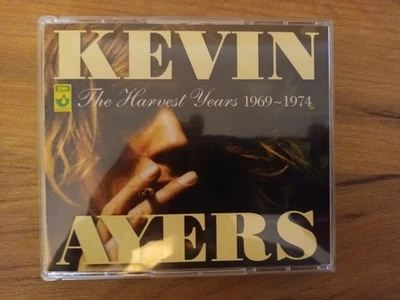 KEVIN
The Harvest Years 1969~1974
AYERS